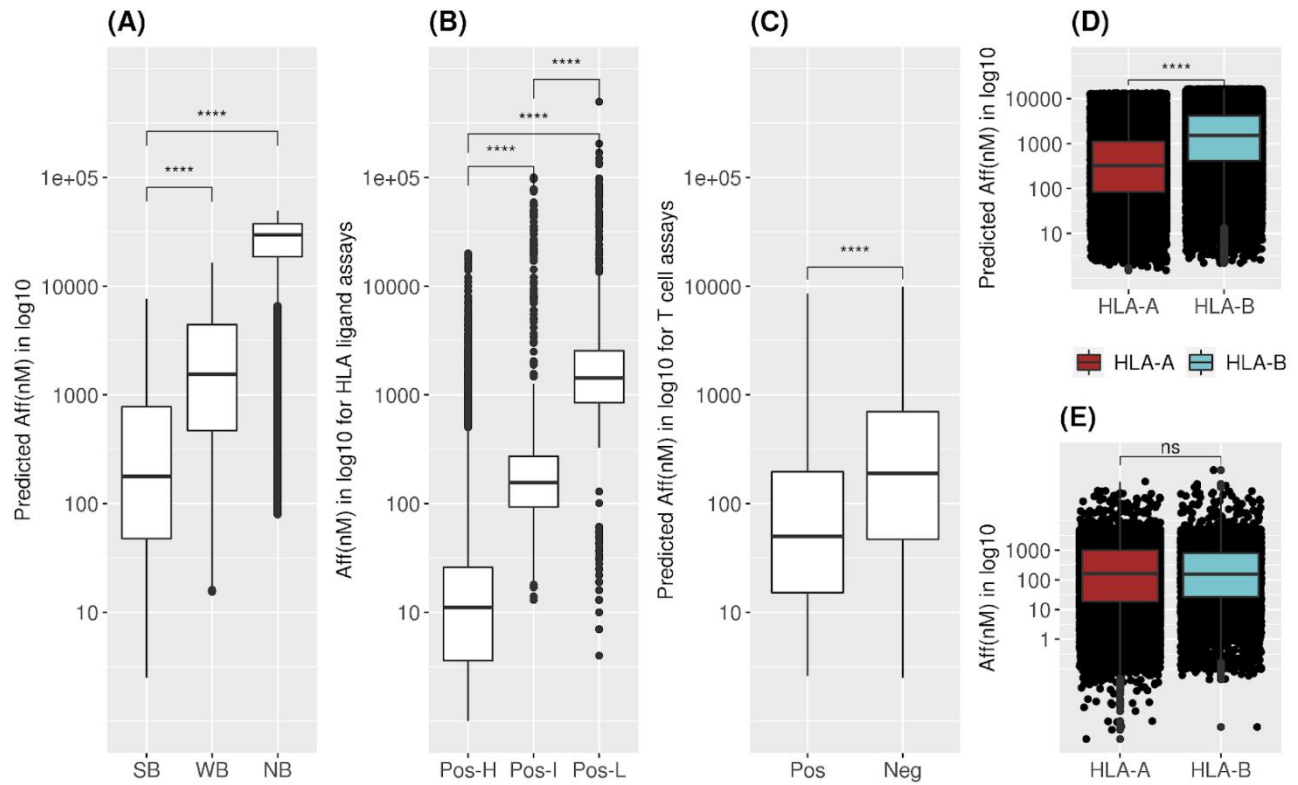 (A)
Predicted Aff(nM) in log10
1e+05
10000
1000
100
10
****
****
SB WB NB
(B)
Aff(nM) in log10 for HLA ligand assays
1e+05
10000
1000
100
10
****
****
****
Pos-H Pos-I Pos-L
(C)
Predicted Aff(nM) in log10 for T cell assays
1e+05
10000
1000
100
10
****
Pos Neg
(D)
Predicted Aff(nM) in log10
10000
1000
100
10
****
HLA-A HLA-B
HLA-A HLA-B
(E)
Aff(nM) in log10
1000
100
10
1
ns
HLA-A HLA-B